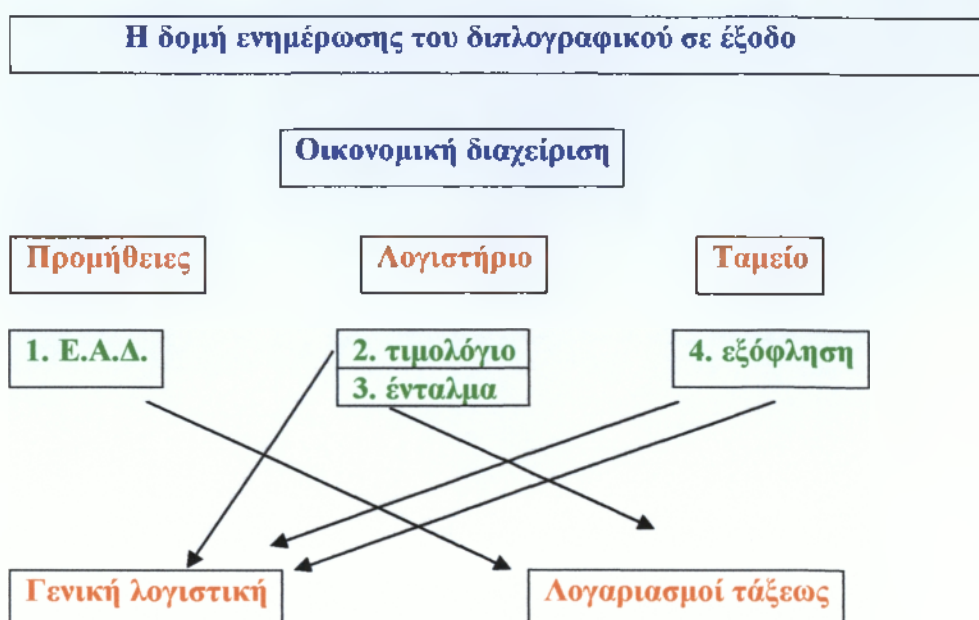 Η δομή ενημέρωσης του διπλογραφικού σε έξοδο
Οικονομική διαχείριση
Προμήθειες Λογιστήριο Ταμείο
1. Ε.Α.Δ. 2. τιμολόγιο 4. εξόφληση
3. ένταλμα
Γενική λογιστική Λογαριασμοί τάξεως